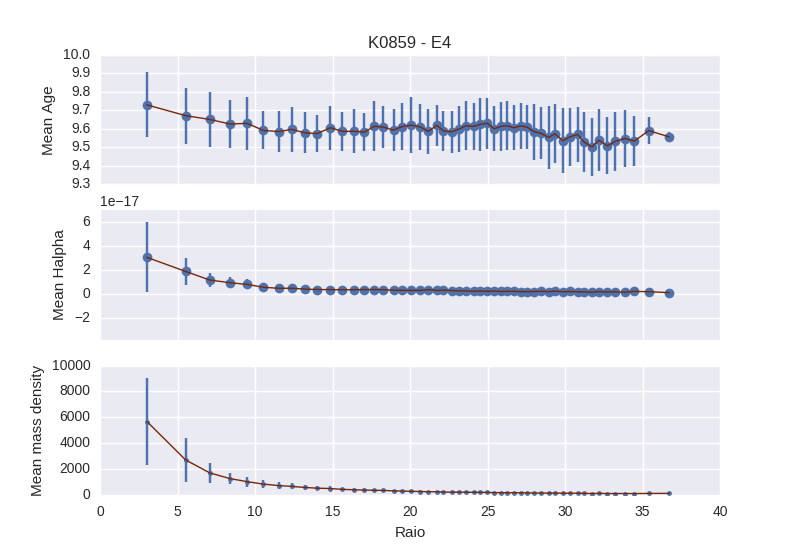 K0859 - E4
10.0
9.9
9.8
9.7
9.6
9.5
9.4
9.3
Mean Age
1e−17
6
4
2
0
−2
Mean Halpha
10000
8000
6000
4000
2000
0
Mean mass density
0 5 10 15 20 25 30 35 40
Raio